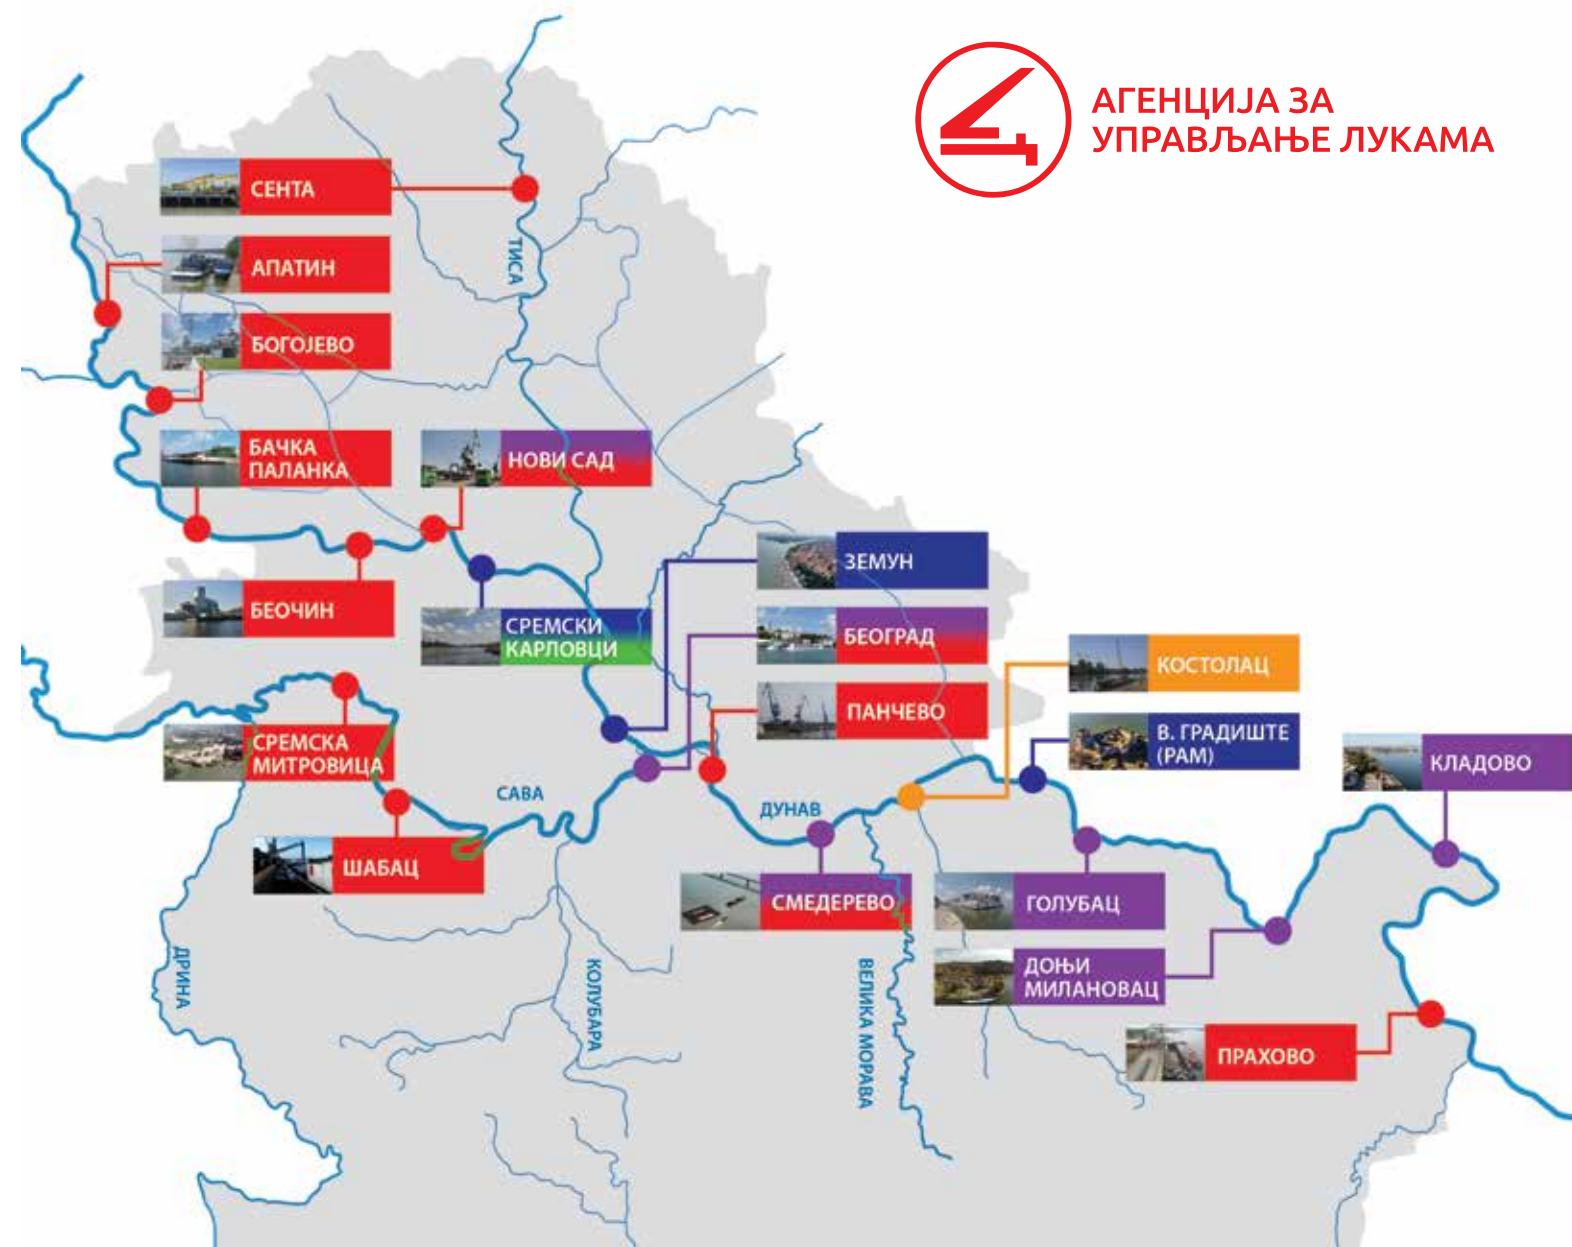 АГЕНЦИЈА ЗА
УПРАВЉАЊЕ ЛУКАМА
СЕНТА
ТИСА
АПАТИН
БОГОЈЕВО
БАЧКА
ПАЛАНКА
НОВИ САД
ЗЕМУН
БЕОЧИН
СРЕМСКИ
КАРЛОВЦИ
БЕОГРАД
КОСТОЛАЦ
ПАНЧЕВО
СРЕМСКА
МИТРОВИЦА
В. ГРАДИШТЕ
(РАМ)
КЛАДОВО
САВА
ДУНАВ
ШАБАЦ
СМЕДЕРЕВО
ГОЛУБАЦ
ДОЊИ
МИЛАНОВАЦ
ДРИНА
КОЛУБАРА
ВЕЛИКА МОРАВА
ПРАХОВО